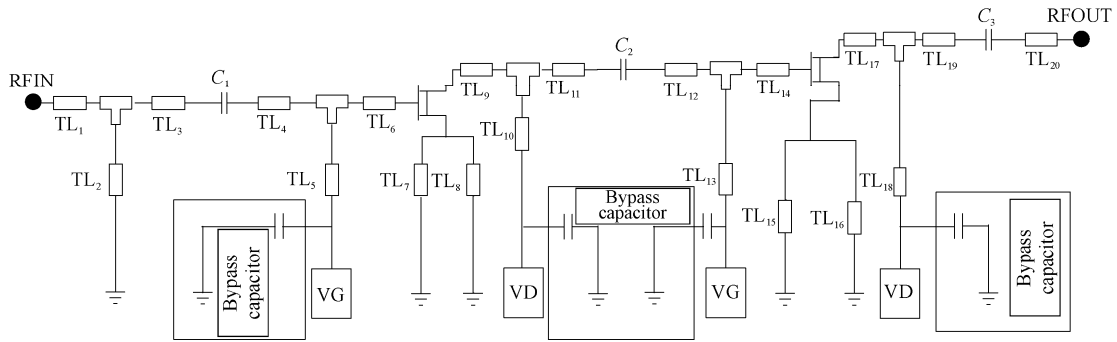 RFIN
TL1
TL2
TL3
C1
TL4
TL5
TL6
TL7
TL8
TL9
TL10
TL11
C2
TL12
TL13
TL14
TL15
TL16
TL17
TL18
TL19
C3
TL20
RFOUT
Bypass
capacitor
VG
VD
Bypass
capacitor
VG
VD
Bypass
capacitor